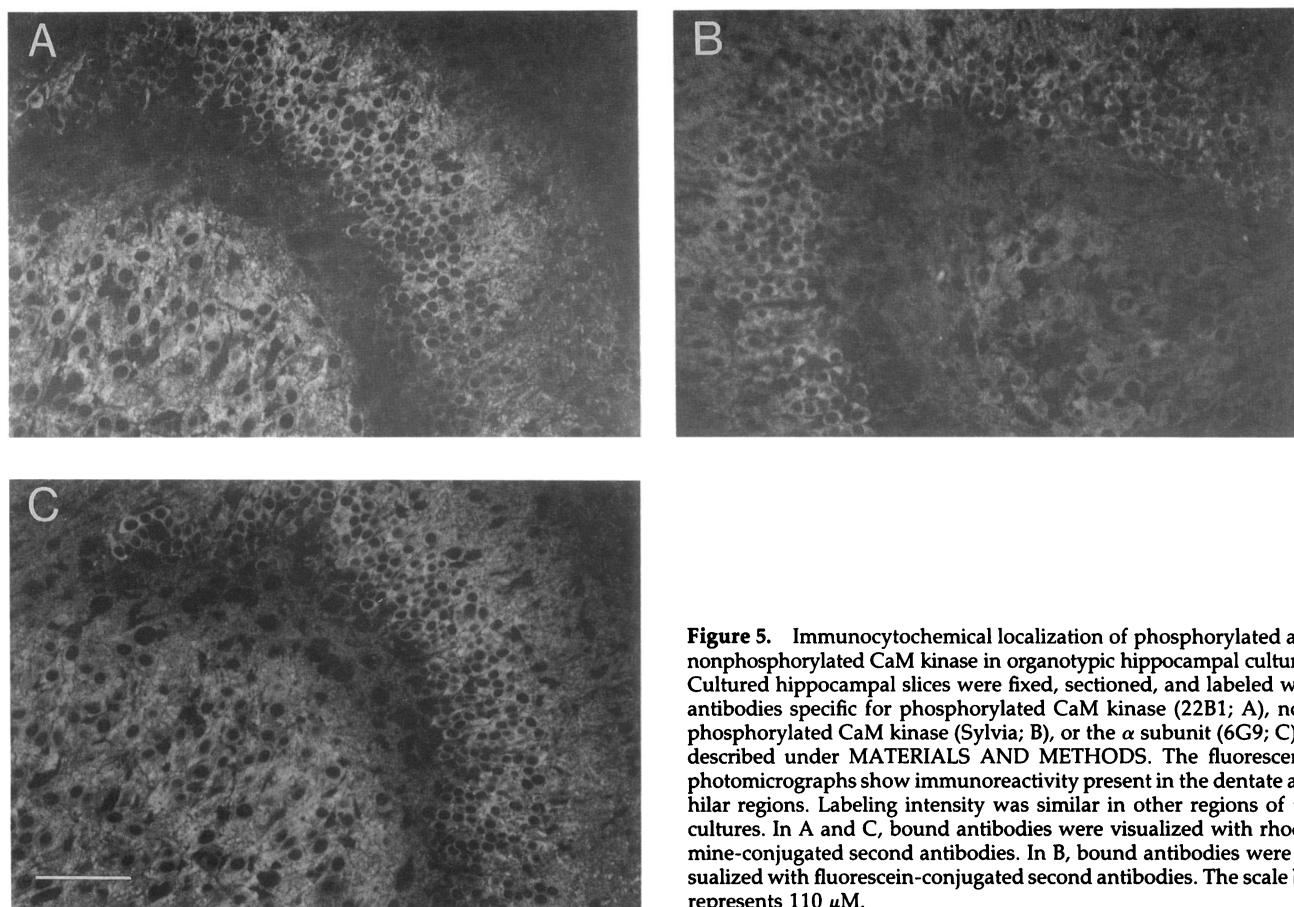 A
B
C
Figure 5. Immunocytochemical localization of phosphorylated a
nonphosphorylated CaM kinase in organotypic hippocampal cultur
Cultured hippocampal slices were fixed, sectioned, and labeled w
antibodies specific for phosphorylated CaM kinase (22B1; A), no
phosphorylated CaM kinase (Sylvia; B), or the α subunit (6G9; C)
described under MATERIALS AND METHODS. The fluorescen
photomicrographs show immunoreactivity present in the dentate a
hilar regions. Labeling intensity was similar in other regions of
cultures. In A and C, bound antibodies were visualized with rho
mine-conjugated second antibodies. In B, bound antibodies were
sualized with fluorescein-conjugated second antibodies. The scale
represents 110 μM.